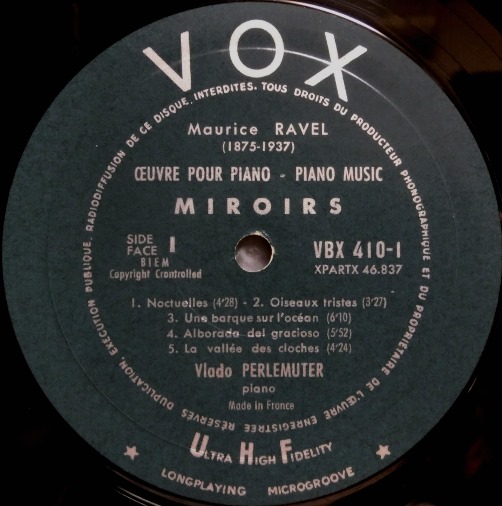 VOX
DUPLICATION, EXÉCUTION PUBLIQUE, RADIODIFFUSION DE CE DISQUE, INTERDITES. TOUS DROITS DU PRODUCTEUR PHONOGRAPHIQUE ET DU PROPRIETAIRE DE L'ŒUVRE ENREGISTREE RESERVES
Maurice RAVEL
(1875-1937)
ŒUVRE POUR PIANO - PIANO MUSIC
MIROIRS
SIDE
FACE 1
BIEM
Copyright Crontrolled
VBX 410-1
XPARTX 46.837
1. Noctuelles (4'28) - 2. Oiseaux tristes (3'27)
3. Une barque sur l'océan (6'10)
4. Alborada del gracioso (5'52)
5. La vallée des cloches (4'24)
Vlado PERLEMUTER
piano
Made in France
ULTRA HIGH FIDELITY
LONGPLAYING MICROGROOVE